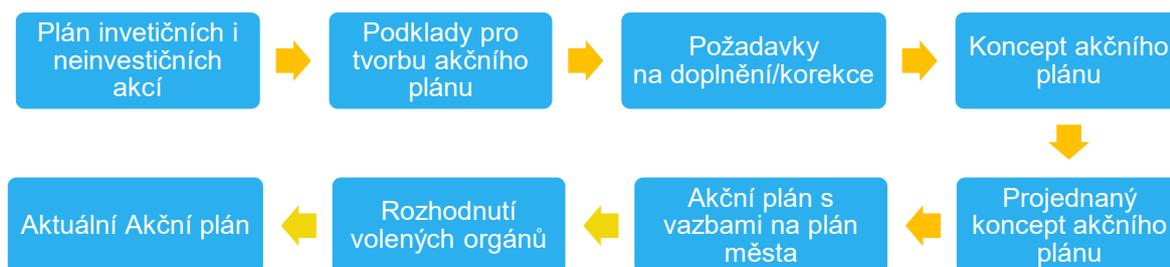 Plán invetičních i
neinvestičních
akcí
Podklady pro
tvorbu akčního
plánu
Požadavky
na doplnění/korekce
Koncept akčního
plánu
Projednaný
koncept akčního
plánu
Akční plán s
vazbami na plán
města
Rozhodnutí
volených orgánů
Aktuální Akční plán